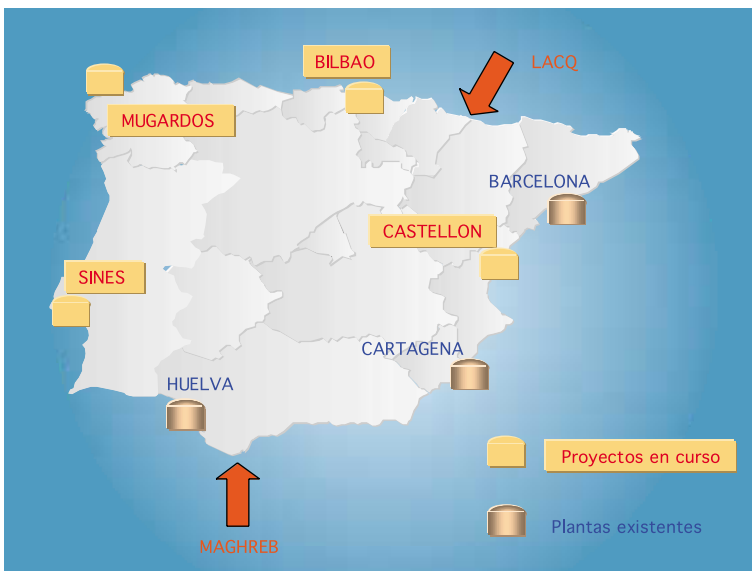 BILBAO
LACQ
MUGARDOS
BARCELONA
CASTELLON
SINES
CARTAGENA
HUELVA
Proyectos en curso
Plantas existentes
MAGHREB